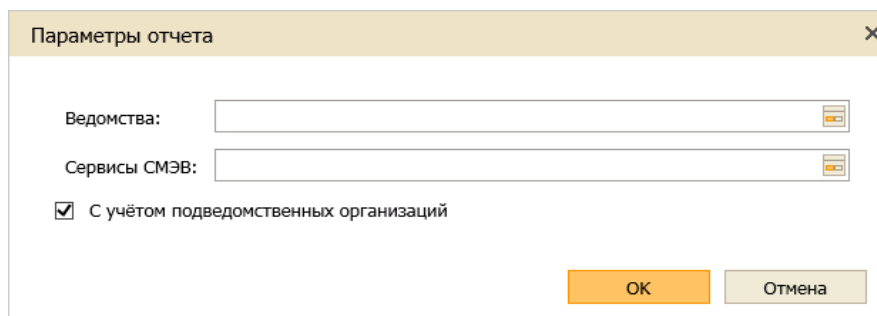 Параметры отчета
Ведомства:
Сервисы СМЭВ:
С учётом подведомственных организаций
ОК Отмена